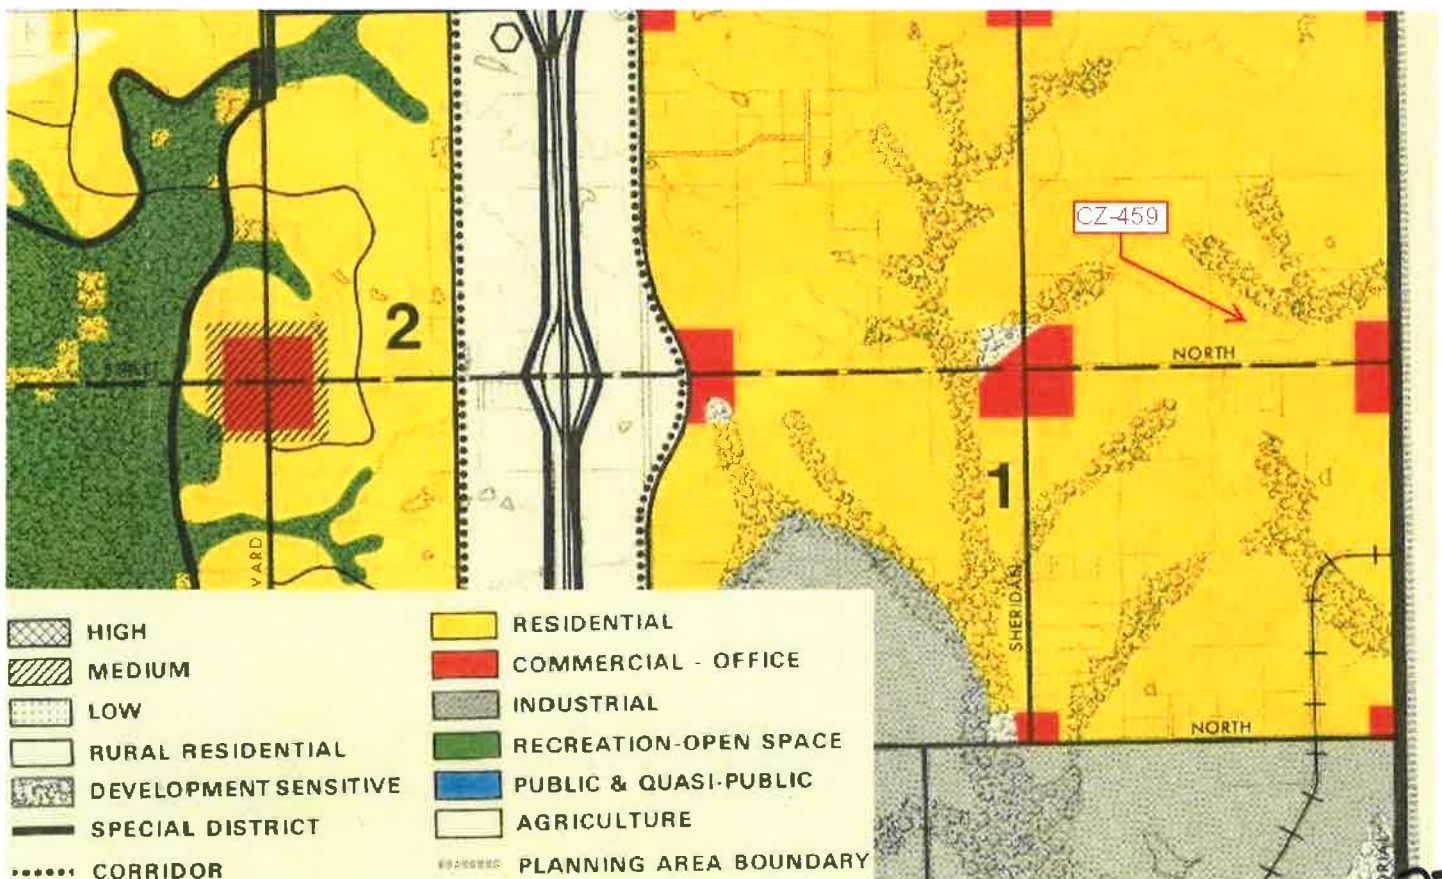 CZ-459
2
NORTH
1
VARD
SHERIDAN
NORTH
HIGH
MEDIUM
LOW
RURAL RESIDENTIAL
DEVELOPMENT SENSITIVE
SPECIAL DISTRICT
CORRIDOR
RESIDENTIAL
COMMERCIAL - OFFICE
INDUSTRIAL
RECREATION-OPEN SPACE
PUBLIC & QUASI-PUBLIC
AGRICULTURE
PLANNING AREA BOUNDARY